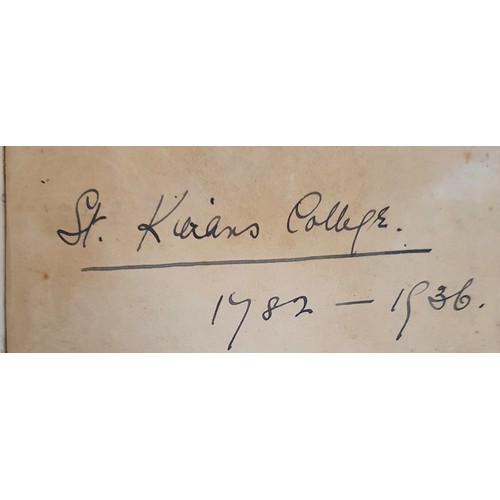 St. Kierans College.
1782 — 1936.